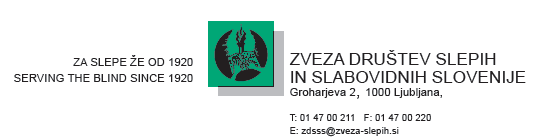 ZA SLEPE ŽE OD 1920
SERVING THE BLIND SINCE 1920
ZVEZA DRUŠTEV SLEPIH
IN SLABOVIDNIH SLOVENIJE
Groharjeva 2, 1000 Ljubljana,
T: 01 47 00 211 F: 01 47 00 220
E: zdsss@zveza-slepih.si